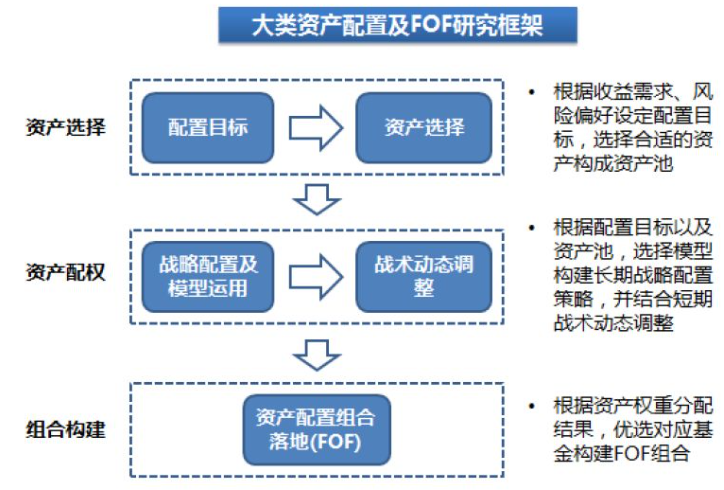 大类资产配置及FOF研究框架
资产选择
配置目标
资产选择
• 根据收益需求、风
险偏好设定配置目
标，选择合适的资
产构成资产池
资产配权
战略配置及
模型运用
战术动态调
整
• 根据配置目标以及
资产池，选择模型
构建长期战略配置
策略，并结合短期
战术动态调整
组合构建
资产配置组合
落地(FOF)
• 根据资产权重分配
结果，优选对应基
金构建FOF组合